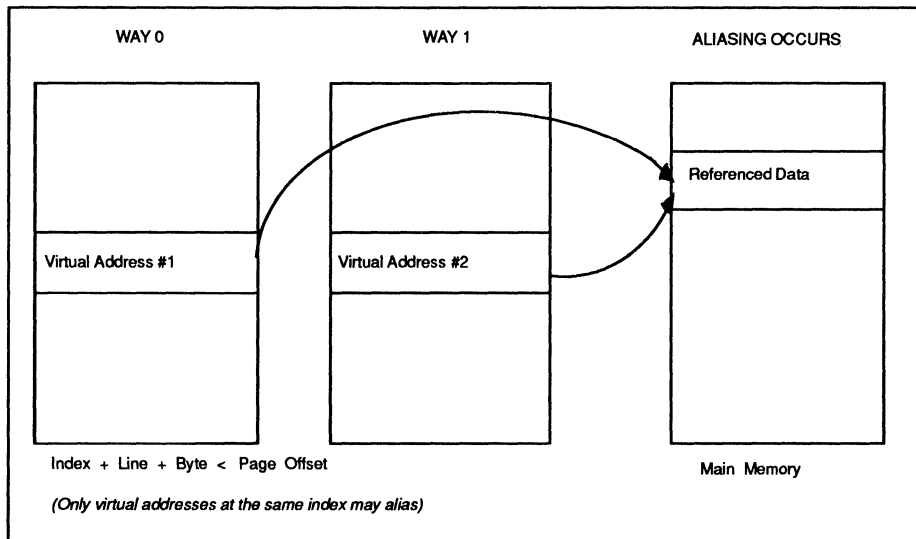 WAY 0
WAY 1
ALIASING OCCURS
Referenced Data
Virtual Address #1
Virtual Address #2
Index + Line + Byte < Page Offset
Main Memory
(Only virtual addresses at the same index may alias)